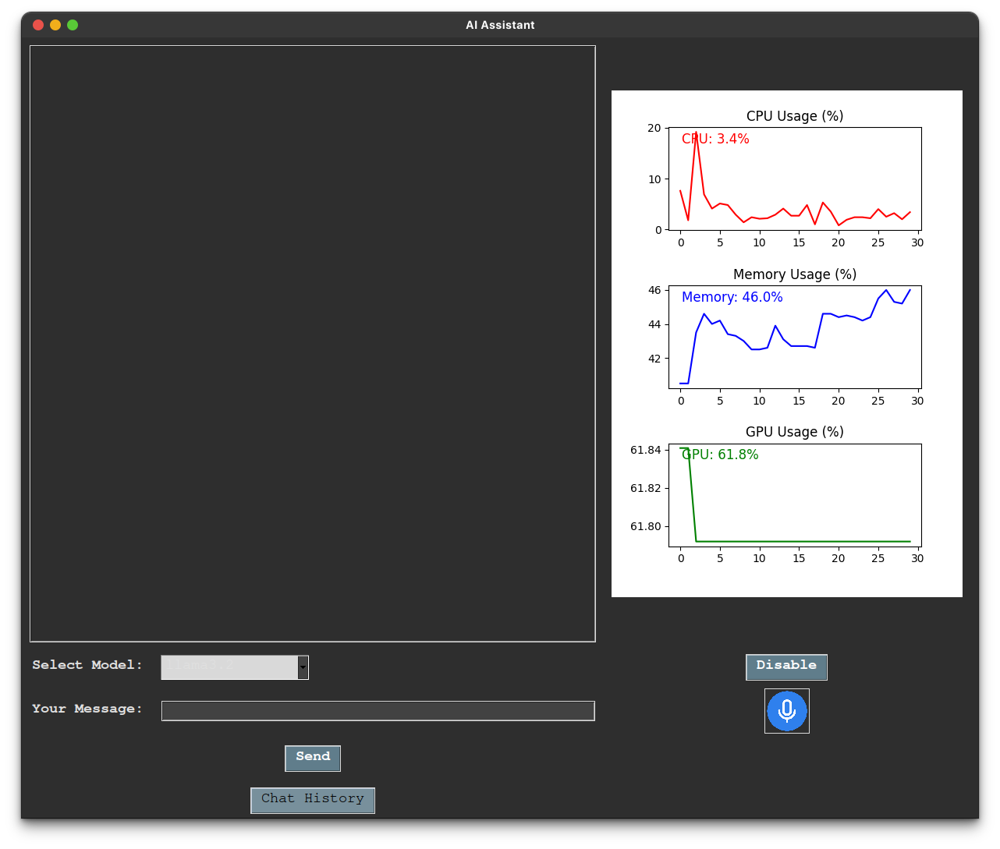 AI Assistant
CPU Usage (%)
20
CPU: 3.4%
10
0
0 5 10 15 20 25 30
Memory Usage (%)
46
Memory: 46.0%
44
42
0 5 10 15 20 25 30
GPU Usage (%)
61.84
GPU: 61.8%
61.82
61.80
0 5 10 15 20 25 30
Select Model:
llama3.2
Disable
Your Message:
Send
Chat History